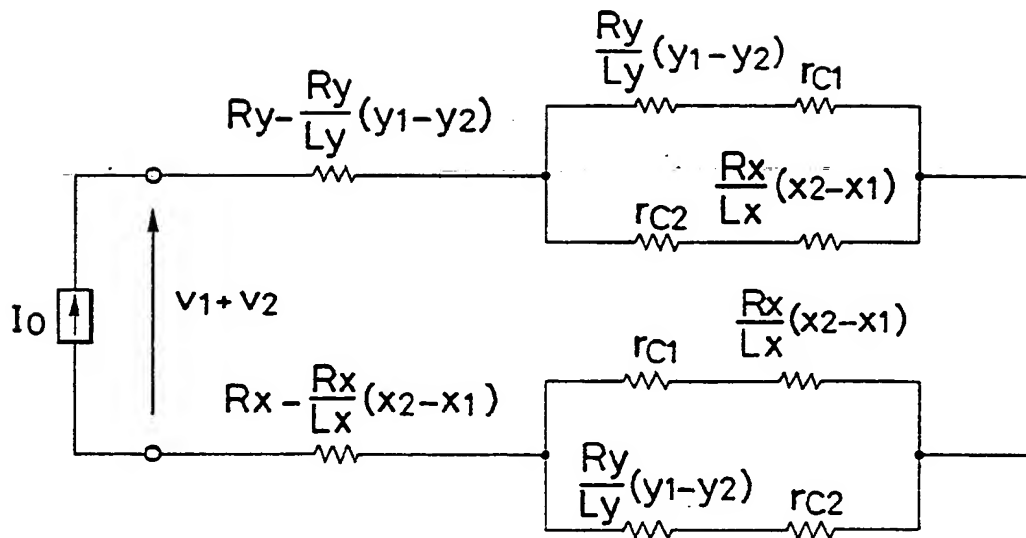 Ry/Ly(y1-y2)
rC1
Ry-Ry/Ly(y1-y2)
rC2
Rx/Lx(x2-x1)
I0
v1+v2
rC1
Rx/Lx(x2-x1)
Rx-Rx/Lx(x2-x1)
Ry/Ly(y1-y2)
rC2